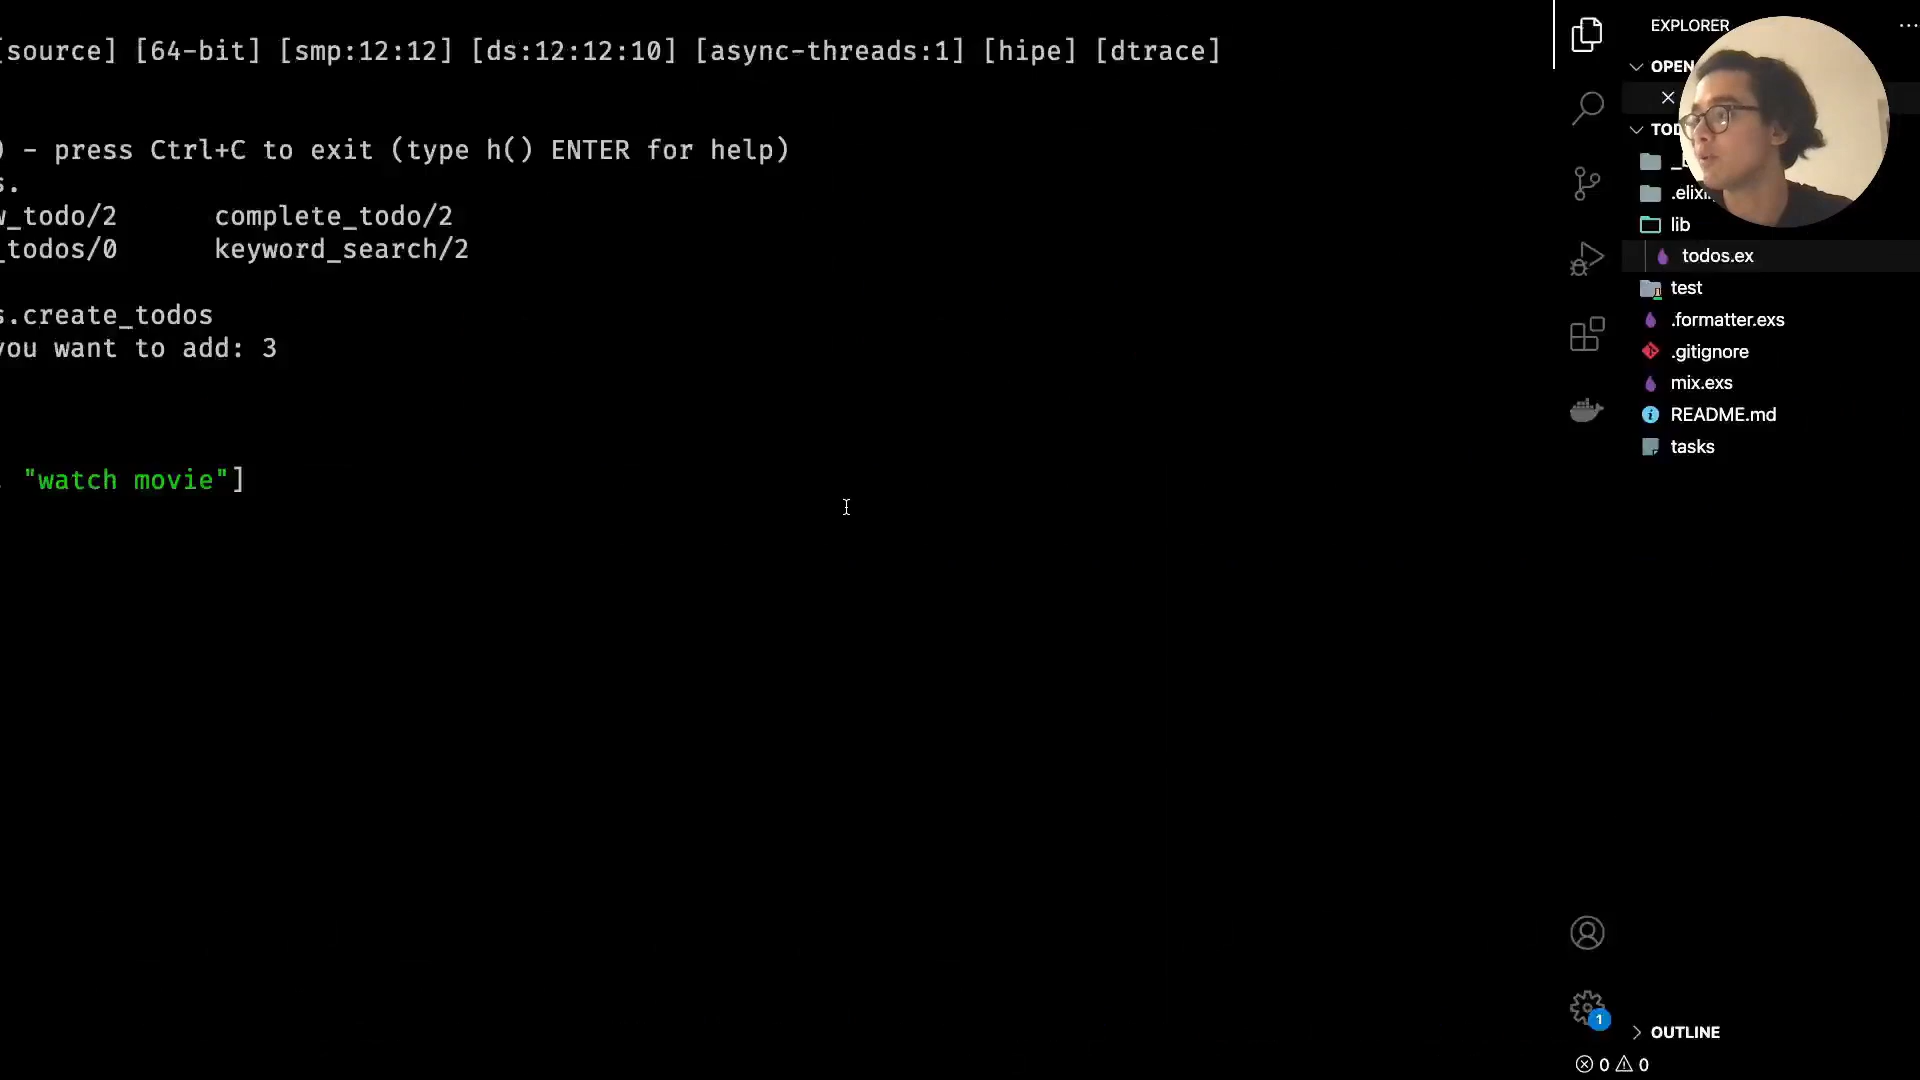 [source] [64-bit] [smp:12:12] [ds:12:12:10] [async-threads:1] [hipe] [dtrace]
) - press Ctrl+C to exit (type h() ENTER for help)
s.
_todo/2 complete_todo/2
_todos/0 keyword_search/2
s.create_todos
you want to add: 3
"watch movie"]
EXPLORER
OPEN
TOD
lib
todos.ex
test
.formatter.exs
.gitignore
mix.exs
README.md
tasks
1
OUTLINE
0 0